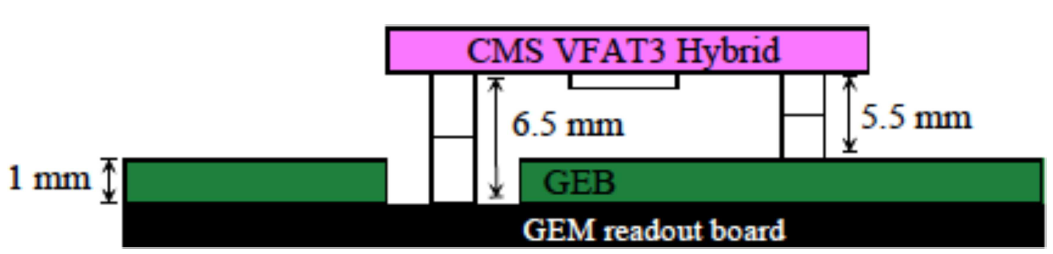 CMS VFAT3 Hybrid
6.5 mm
5.5 mm
1 mm
GEB
GEM readout board